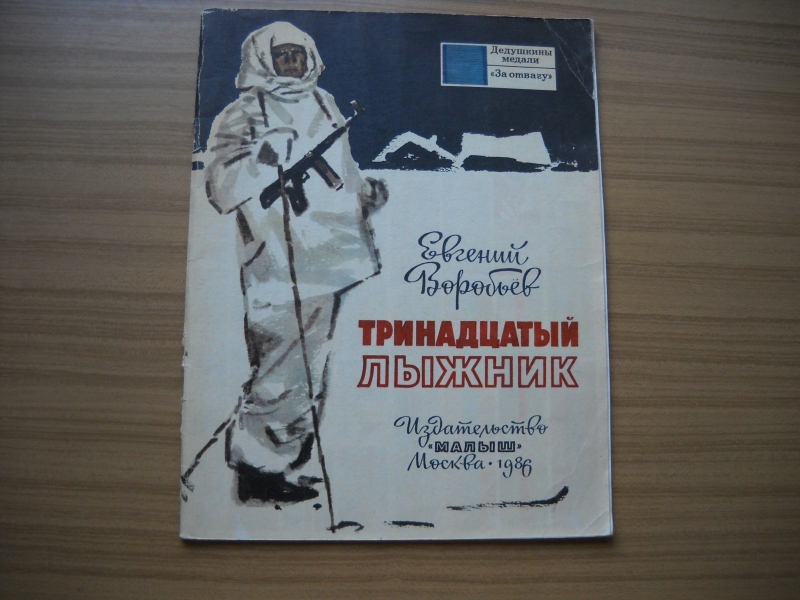 Дедушкины
медали
«За отвагу»
Евгений
Воробьёв
ТРИНАДЦАТЫЙ
ЛЫЖНИК
Издательство
«МАЛЫШ»
Москва · 1986